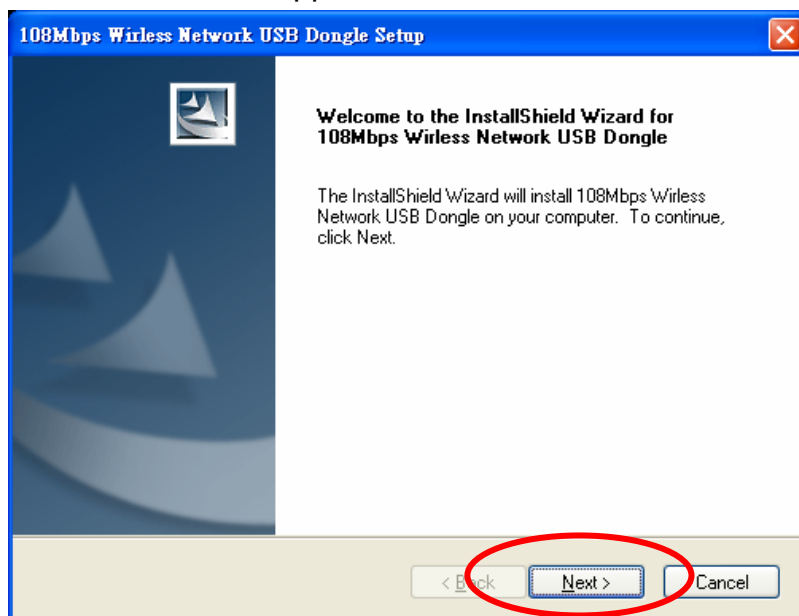 108Mbps Wirless Network USB Dongle Setup
Welcome to the InstallShield Wizard for
108Mbps Wirless Network USB Dongle
The InstallShield Wizard will install 108Mbps Wirless
Network USB Dongle on your computer. To continue,
click Next.
< Back Next > Cancel